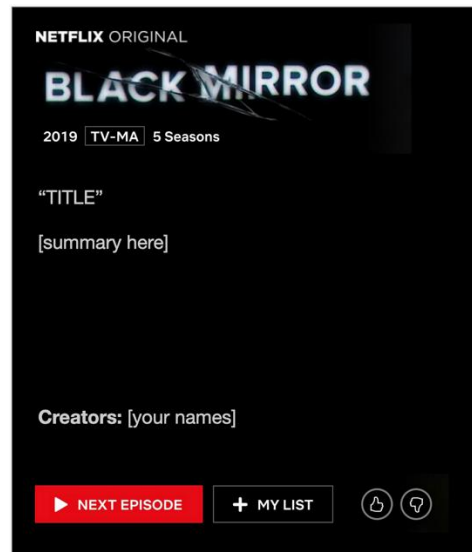 NETFLIX ORIGINAL
BLACK MIRROR
2019 TV-MA 5 Seasons
“TITLE”
[summary here]
Creators: [your names]
NEXT EPISODE + MY LIST